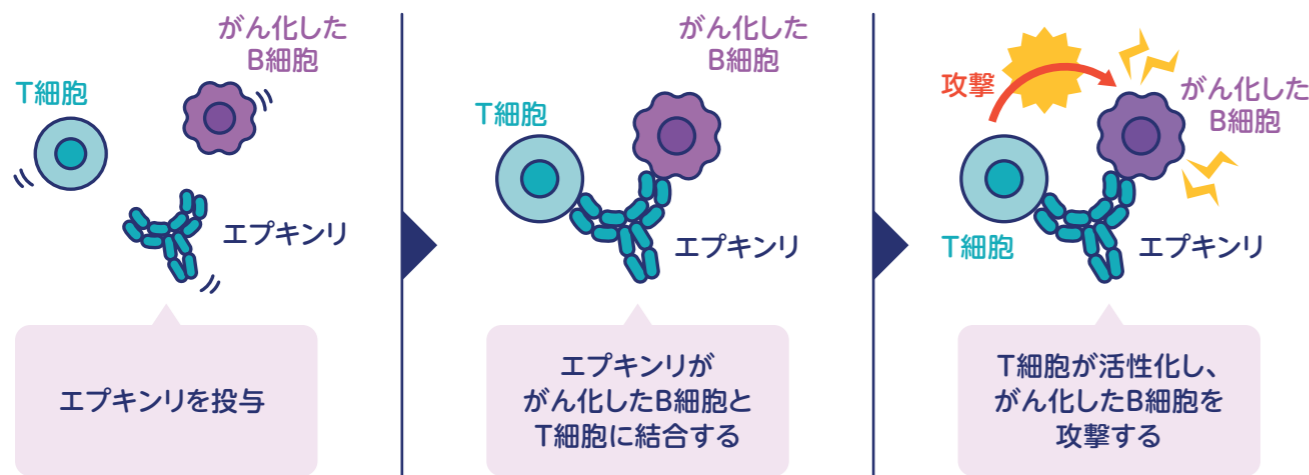 がん化した
B細胞
T細胞
エプキンリ
エプキンリを投与
がん化した
B細胞
T細胞
エプキンリ
エプキンリが
がん化したB細胞と
T細胞に結合する
攻撃
がん化した
B細胞
T細胞
エプキンリ
T細胞が活性化し、
がん化したB細胞を
攻撃する